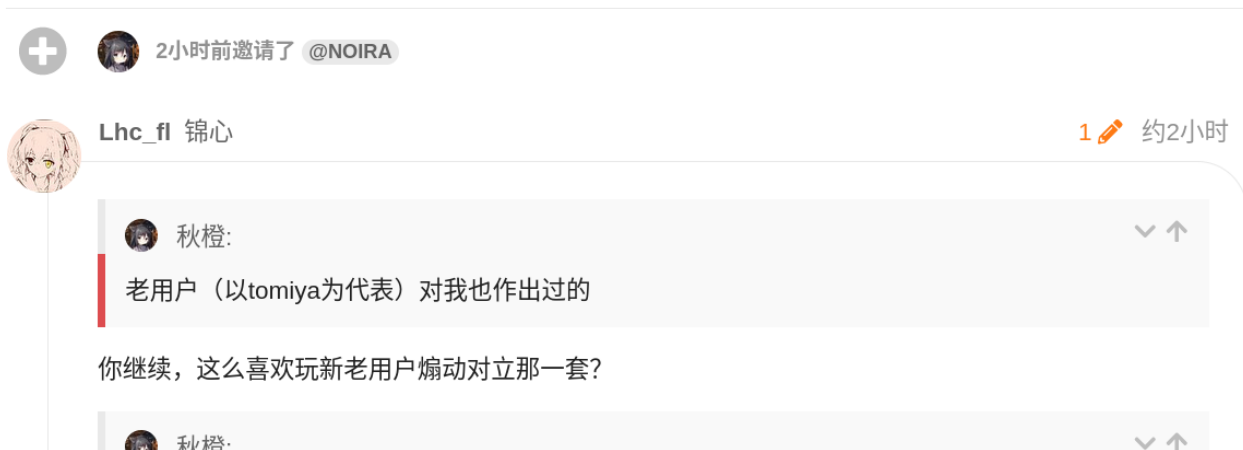 2小时前邀请了 @NOIRA
Lhc_fl 锦心
1 约2小时
秋橙:
老用户（以tomiya为代表）对我也作出过的
你继续，这么喜欢玩新老用户煽动对立那一套？
秋橙: